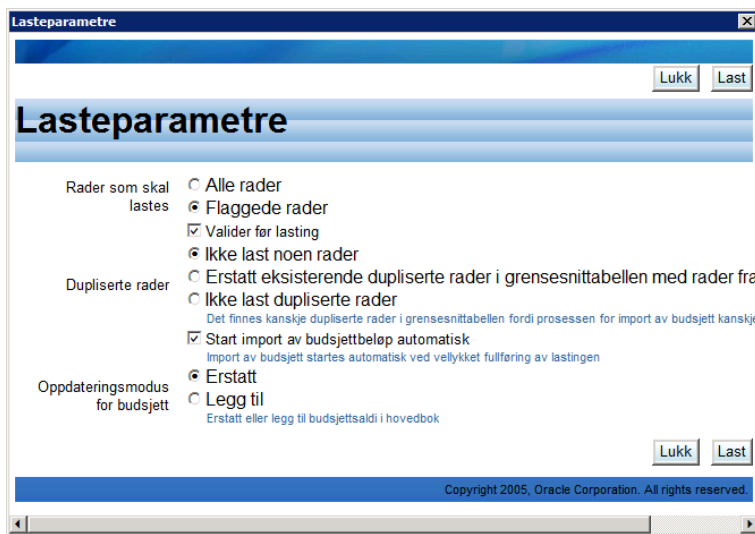 Lasteparametre
Lukk Last
Lasteparametre
Rader som skal lastes
Alle rader
Flaggede rader
Valider før lasting
Dupliserte rader
Ikke last noen rader
Erstatt eksisterende dupliserte rader i grensesnittabellen med rader fra
Ikke last dupliserte rader
Det finnes kanskje dupliserte rader i grensesnittabellen fordi prosessen for import av budsjett kanskje
Start import av budsjettbeløp automatisk
Import av budsjett startes automatisk ved vellykket fullføring av lastingen
Oppdateringsmodus for budsjett
Erstatt
Legg til
Erstatt eller legg til budsjettsaldi i hovedbok
Lukk Last
Copyright 2005, Oracle Corporation. All rights reserved.